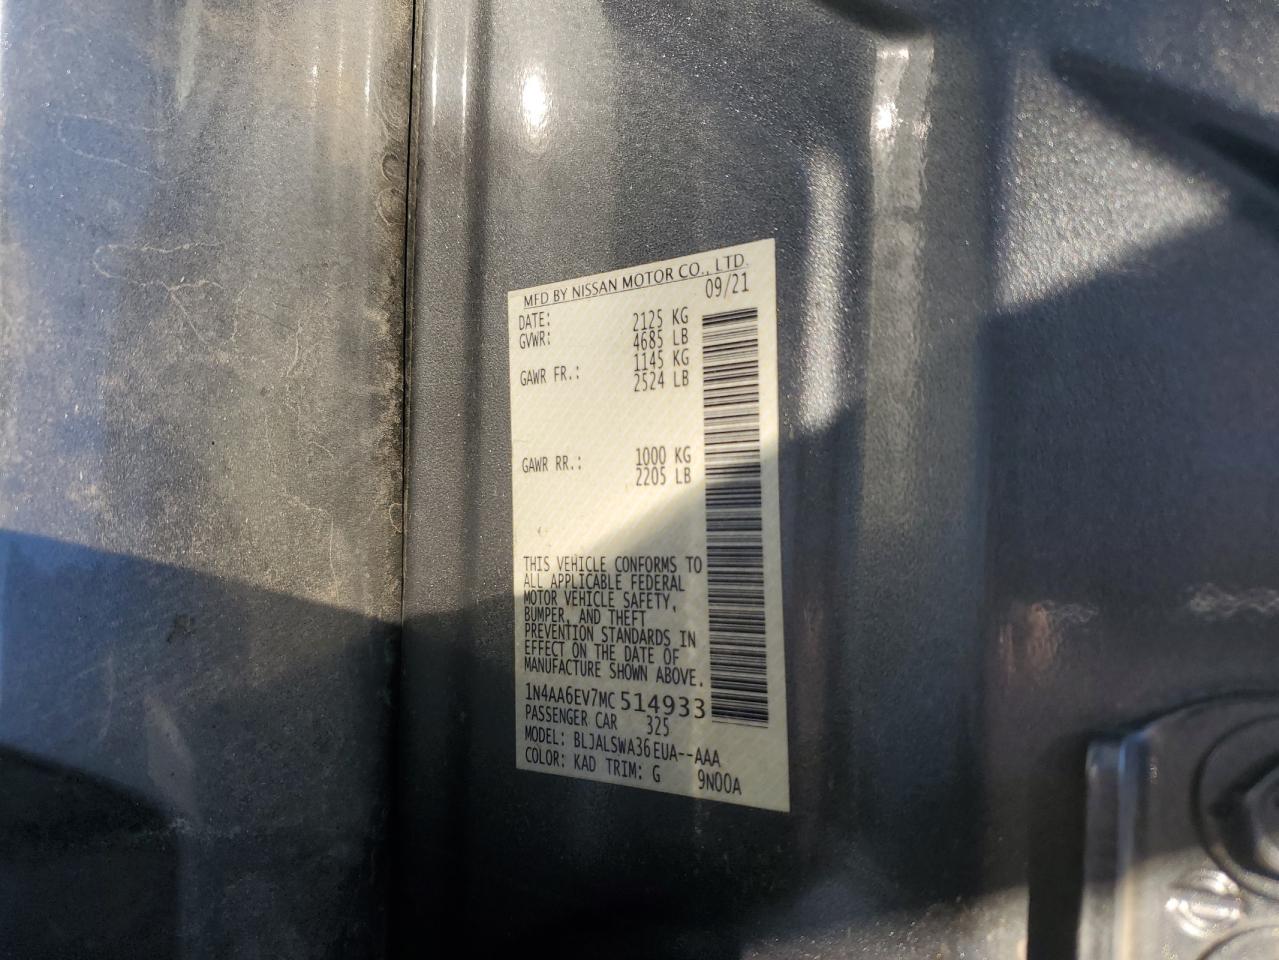 MFD BY NISSAN MOTOR CO., LTD.
DATE: 09/21
GVWR: 2125 KG
4685 LB
GAWR FR.: 1145 KG
2524 LB
GAWR RR.: 1000 KG
2205 LB
THIS VEHICLE CONFORMS TO
ALL APPLICABLE FEDERAL
MOTOR VEHICLE SAFETY,
BUMPER, AND THEFT
PREVENTION STANDARDS IN
EFFECT ON THE DATE OF
MANUFACTURE SHOWN ABOVE.
1N4AA6EV7MC514933
PASSENGER CAR 325
MODEL: BLJALSWA36EUA--AAA
COLOR: KAD TRIM: G 9N00A